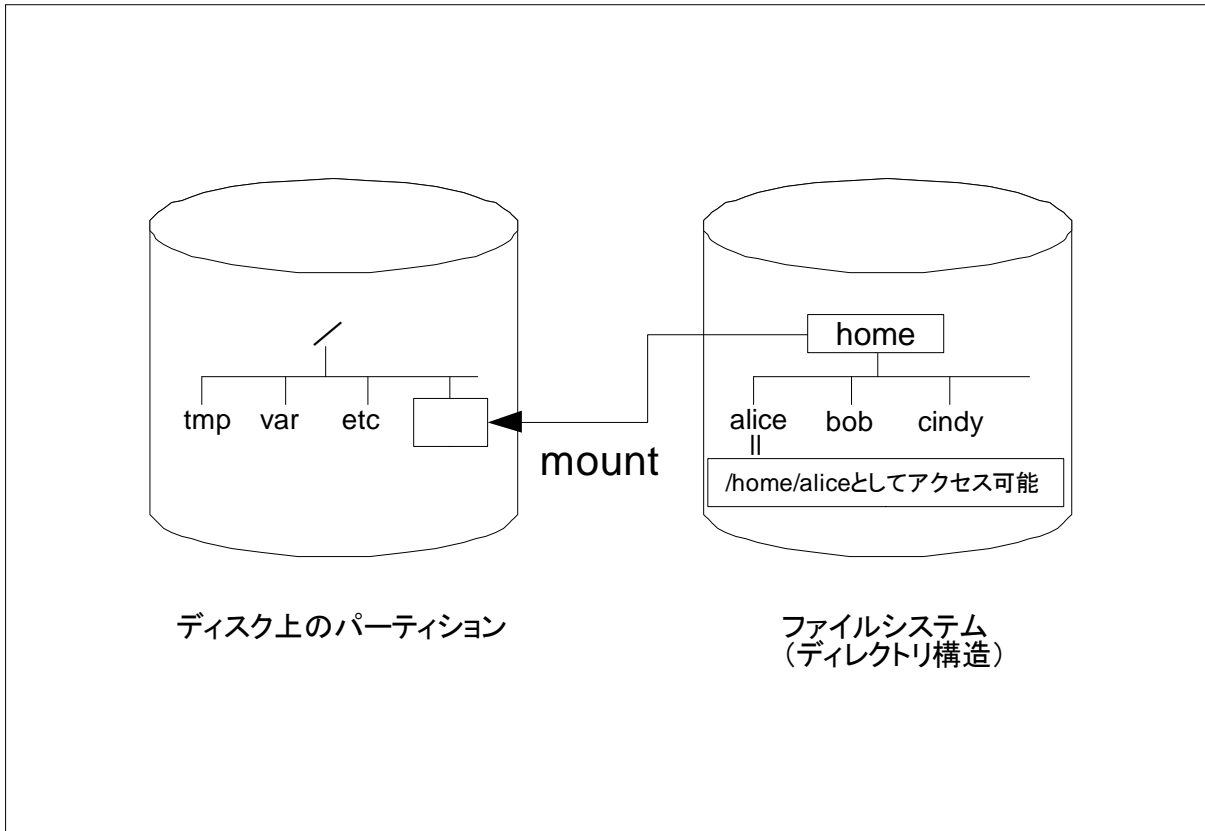 /
tmp var etc
mount
ディスク上のパーティション
home
alice bob cindy
||
/home/aliceとしてアクセス可能
ファイルシステム
（ディレクトリ構造）